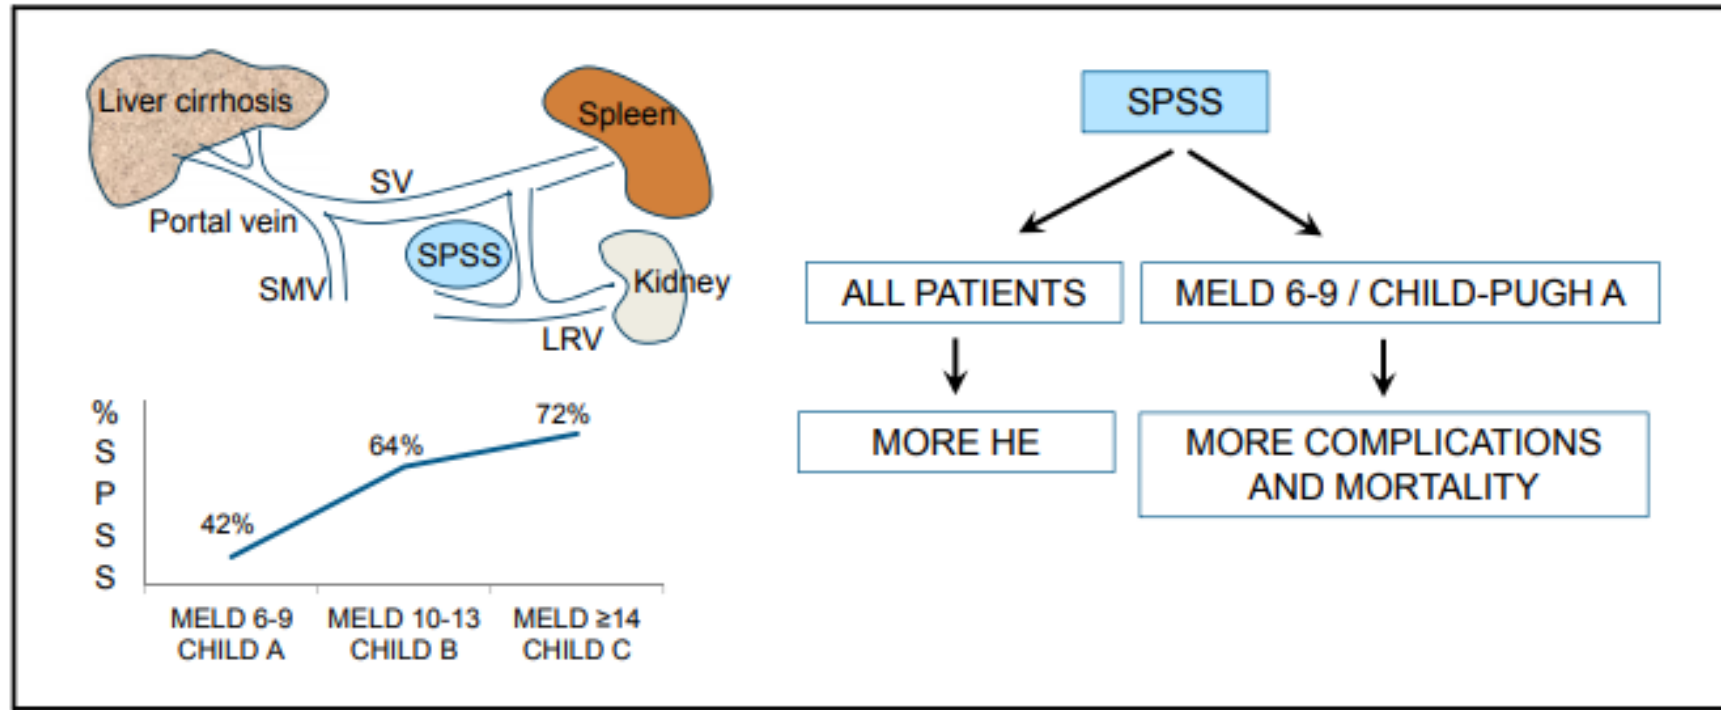 Liver cirrhosis
Spleen
SV
Portal vein
SPSS
SMV
Kidney
LRV
%
S
P
S
S
42%
64%
72%
MELD 6-9
CHILD A
MELD 10-13
CHILD B
MELD ≥14
CHILD C
SPSS
ALL PATIENTS
MELD 6-9 / CHILD-PUGH A
MORE HE
MORE COMPLICATIONS
AND MORTALITY